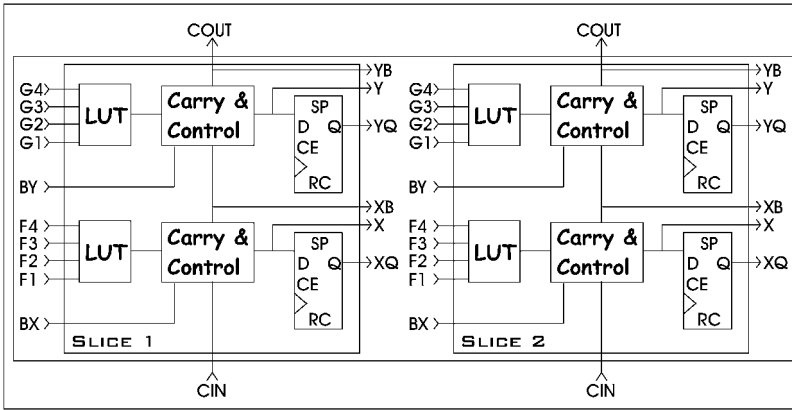 COUT
YB
Y
G4
G3
G2
G1
LUT
Carry &
Control
SP
D Q
CE
RC
YQ
BY
XB
X
F4
F3
F2
F1
LUT
Carry &
Control
SP
D Q
CE
RC
XQ
BX
SLICE 1
CIN
COUT
YB
Y
G4
G3
G2
G1
LUT
Carry &
Control
SP
D Q
CE
RC
YQ
BY
XB
X
F4
F3
F2
F1
LUT
Carry &
Control
SP
D Q
CE
RC
XQ
BX
SLICE 2
CIN